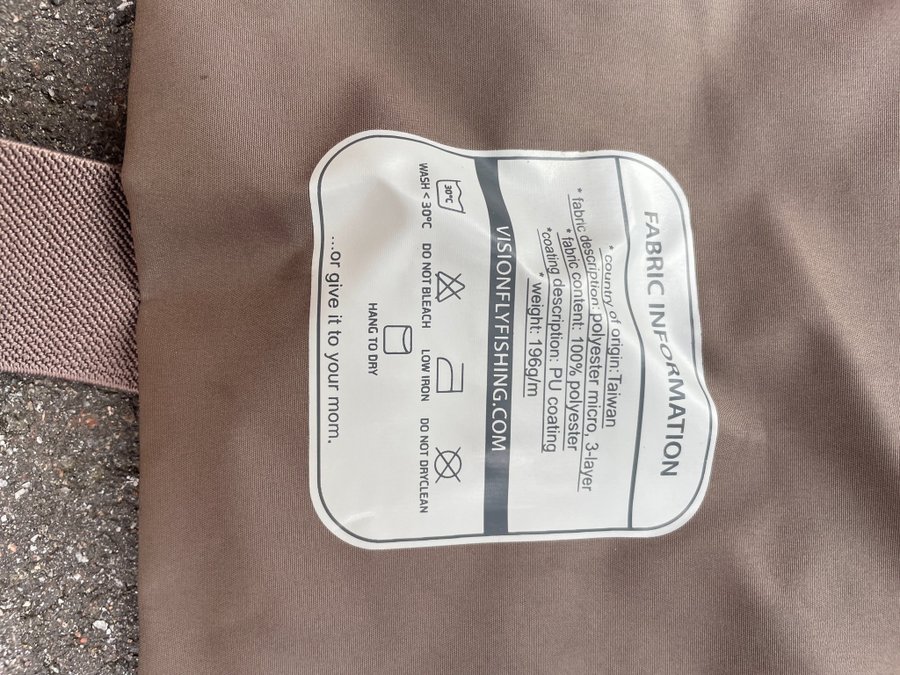 FABRIC INFORMATION
* country of origin: Taiwan
* fabric description: polyester micro, 3-layer
* fabric content: 100% polyester
*coating description: PU coating
* weight: 196g/m
VISIONFLYFISHING.COM
30°C
WASH < 30°C DO NOT BLEACH LOW IRON DO NOT DRYCLEAN
HANG TO DRY
...or give it to your mom.